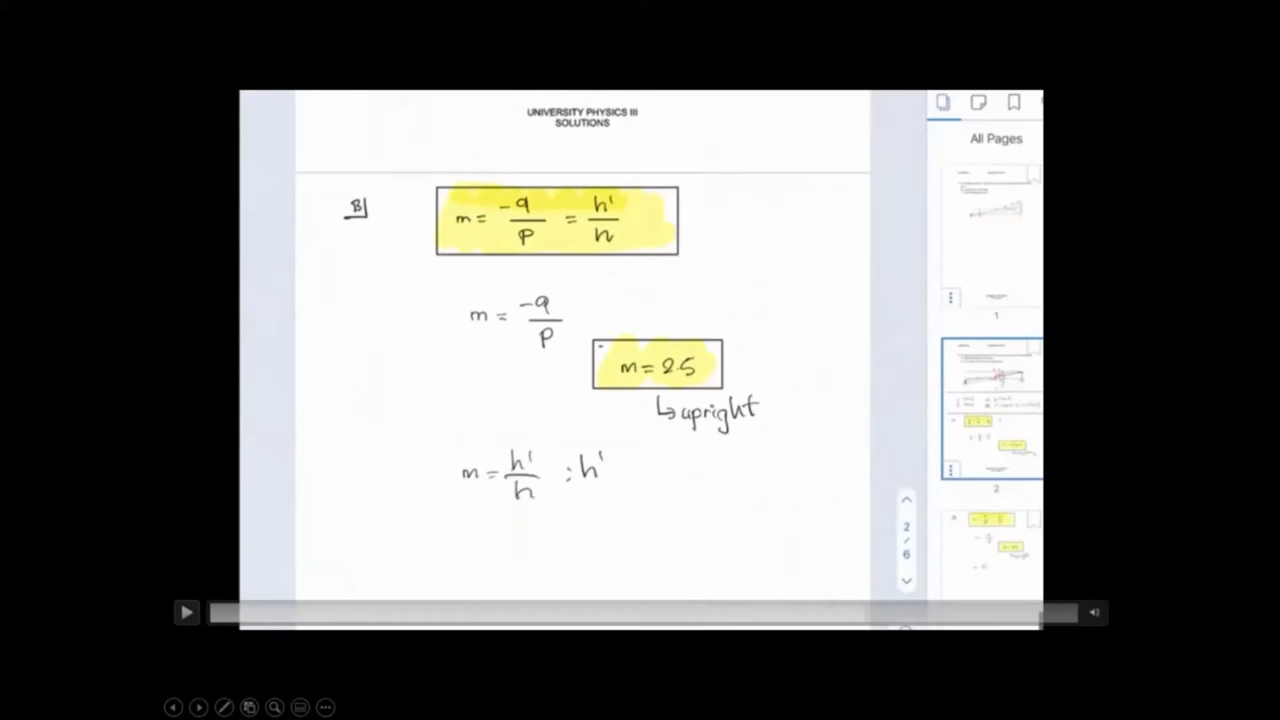 UNIVERSITY PHYSICS III
SOLUTIONS
B)
m = -q/p = h'/h
m = -q/p
m = 2.5
↳ upright
m = h'/h ; h'
All Pages
1
2
2
/
6